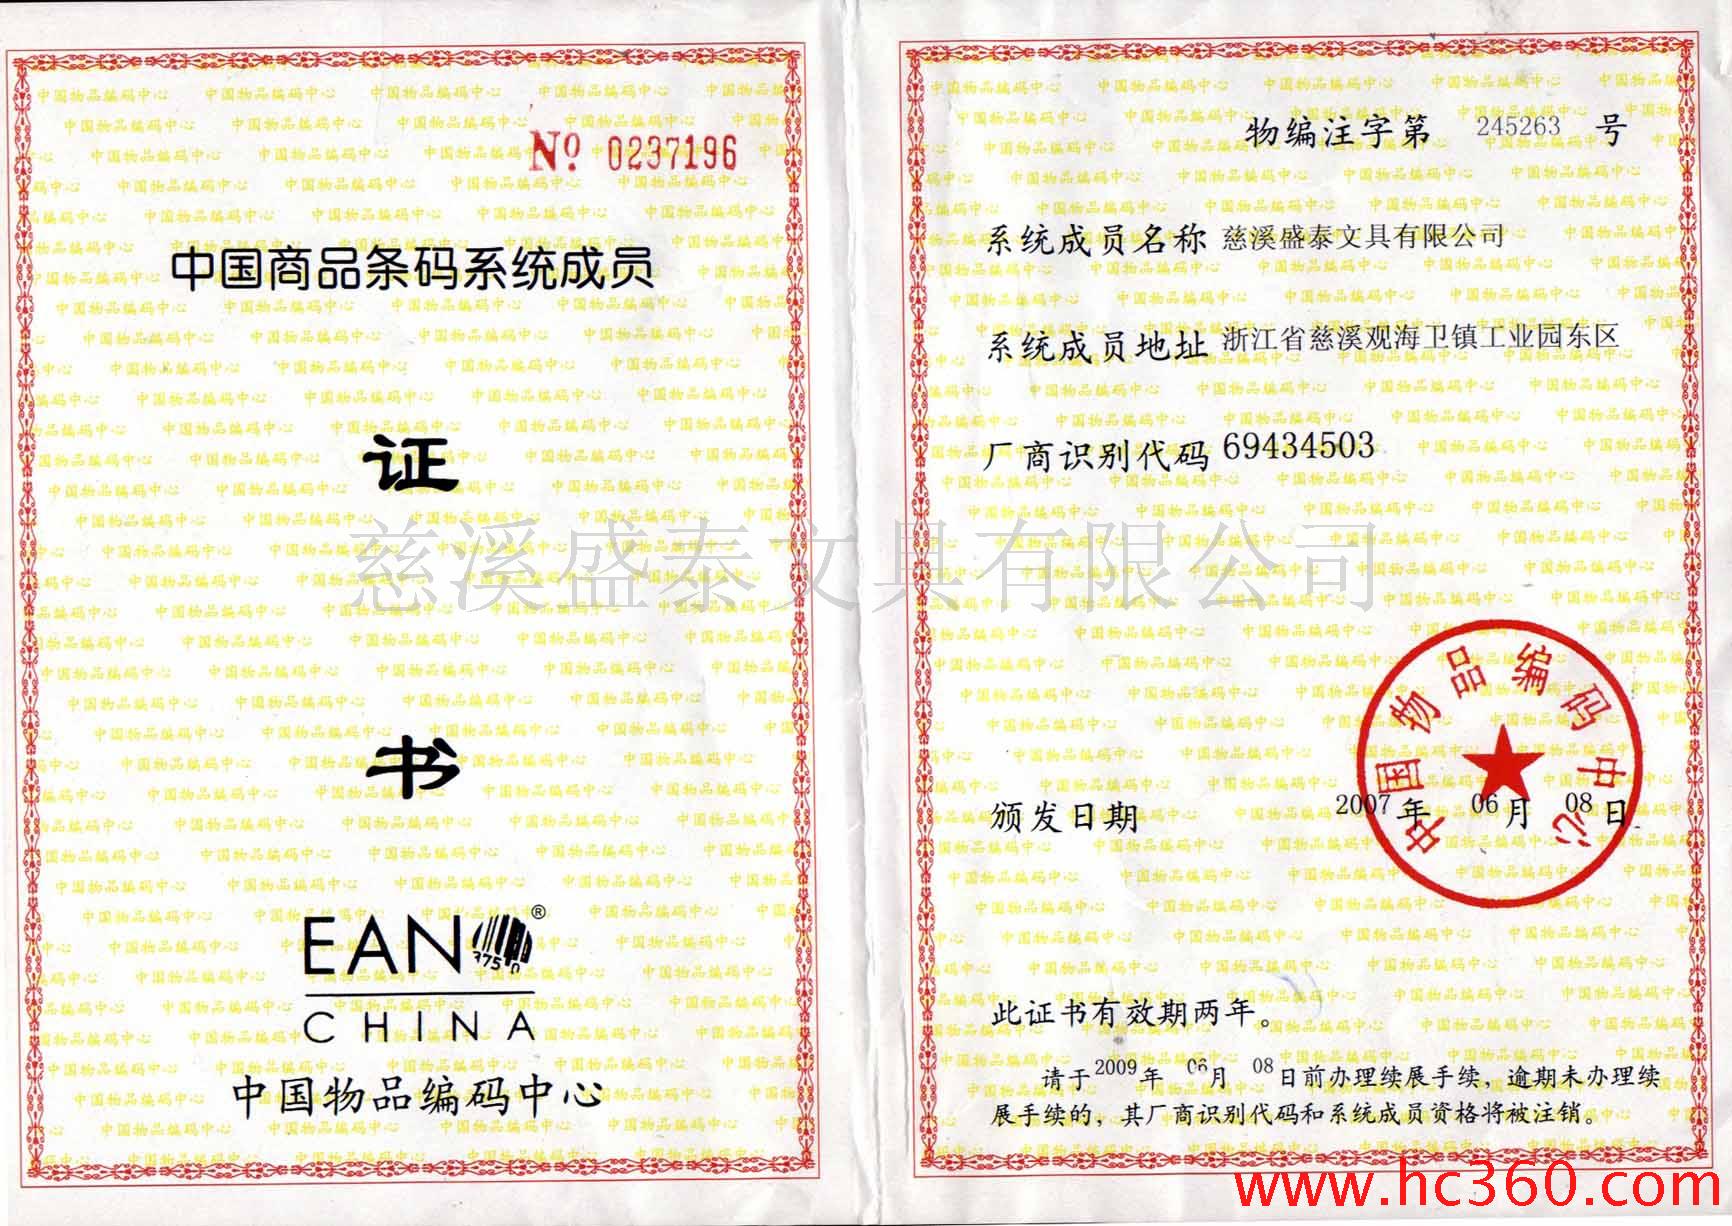 No 0237196
中国商品条码系统成员
证
书
EAN®
CHINA
中国物品编码中心
物编注字第 245263 号
系统成员名称 慈溪盛泰文具有限公司
系统成员地址 浙江省慈溪观海卫镇工业园东区
厂商识别代码 69434503
慈溪盛泰文具有限公司
中国物品编码中心
颁发日期 2007 年 06 月 08 日
此证书有效期两年。
请于 2009 年 06 月 08 日前办理续展手续，逾期未办理续
展手续的，其厂商识别代码和系统成员资格将被注销。
www.hc360.com